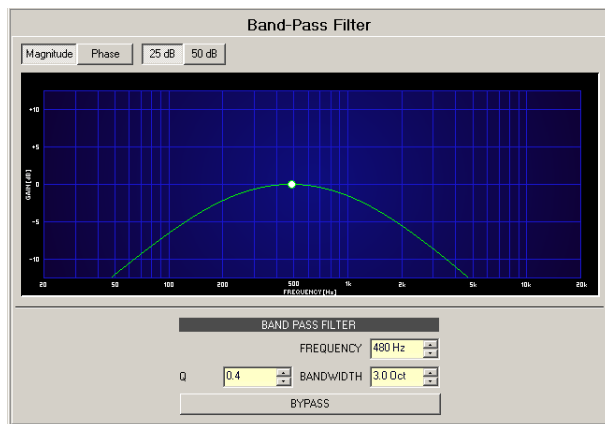 Band-Pass Filter
Magnitude Phase 25 dB 50 dB
+10
+5
0
-5
-10
GAIN[dB]
20 50 100 200 500 1k 2k 5k 10k 20k
FREQUENCY[Hz]
BAND PASS FILTER
FREQUENCY 480 Hz
Q 0.4 BANDWIDTH 3.0 Oct
BYPASS